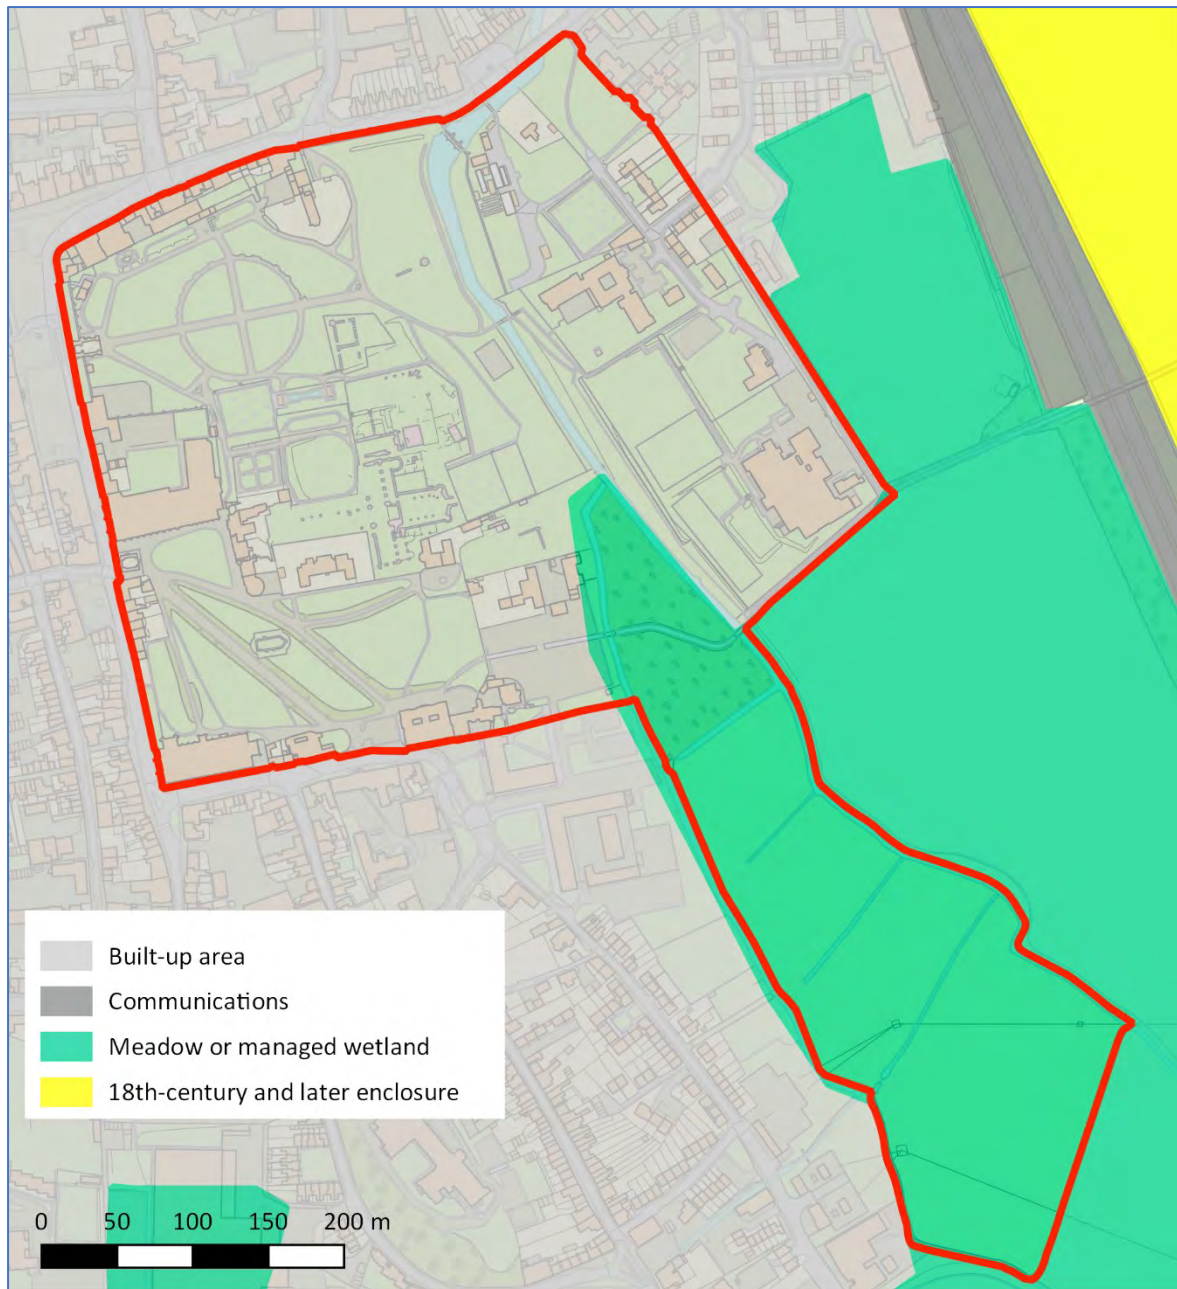 Built-up area
Communications
Meadow or managed wetland
18th-century and later enclosure
0 50 100 150 200 m